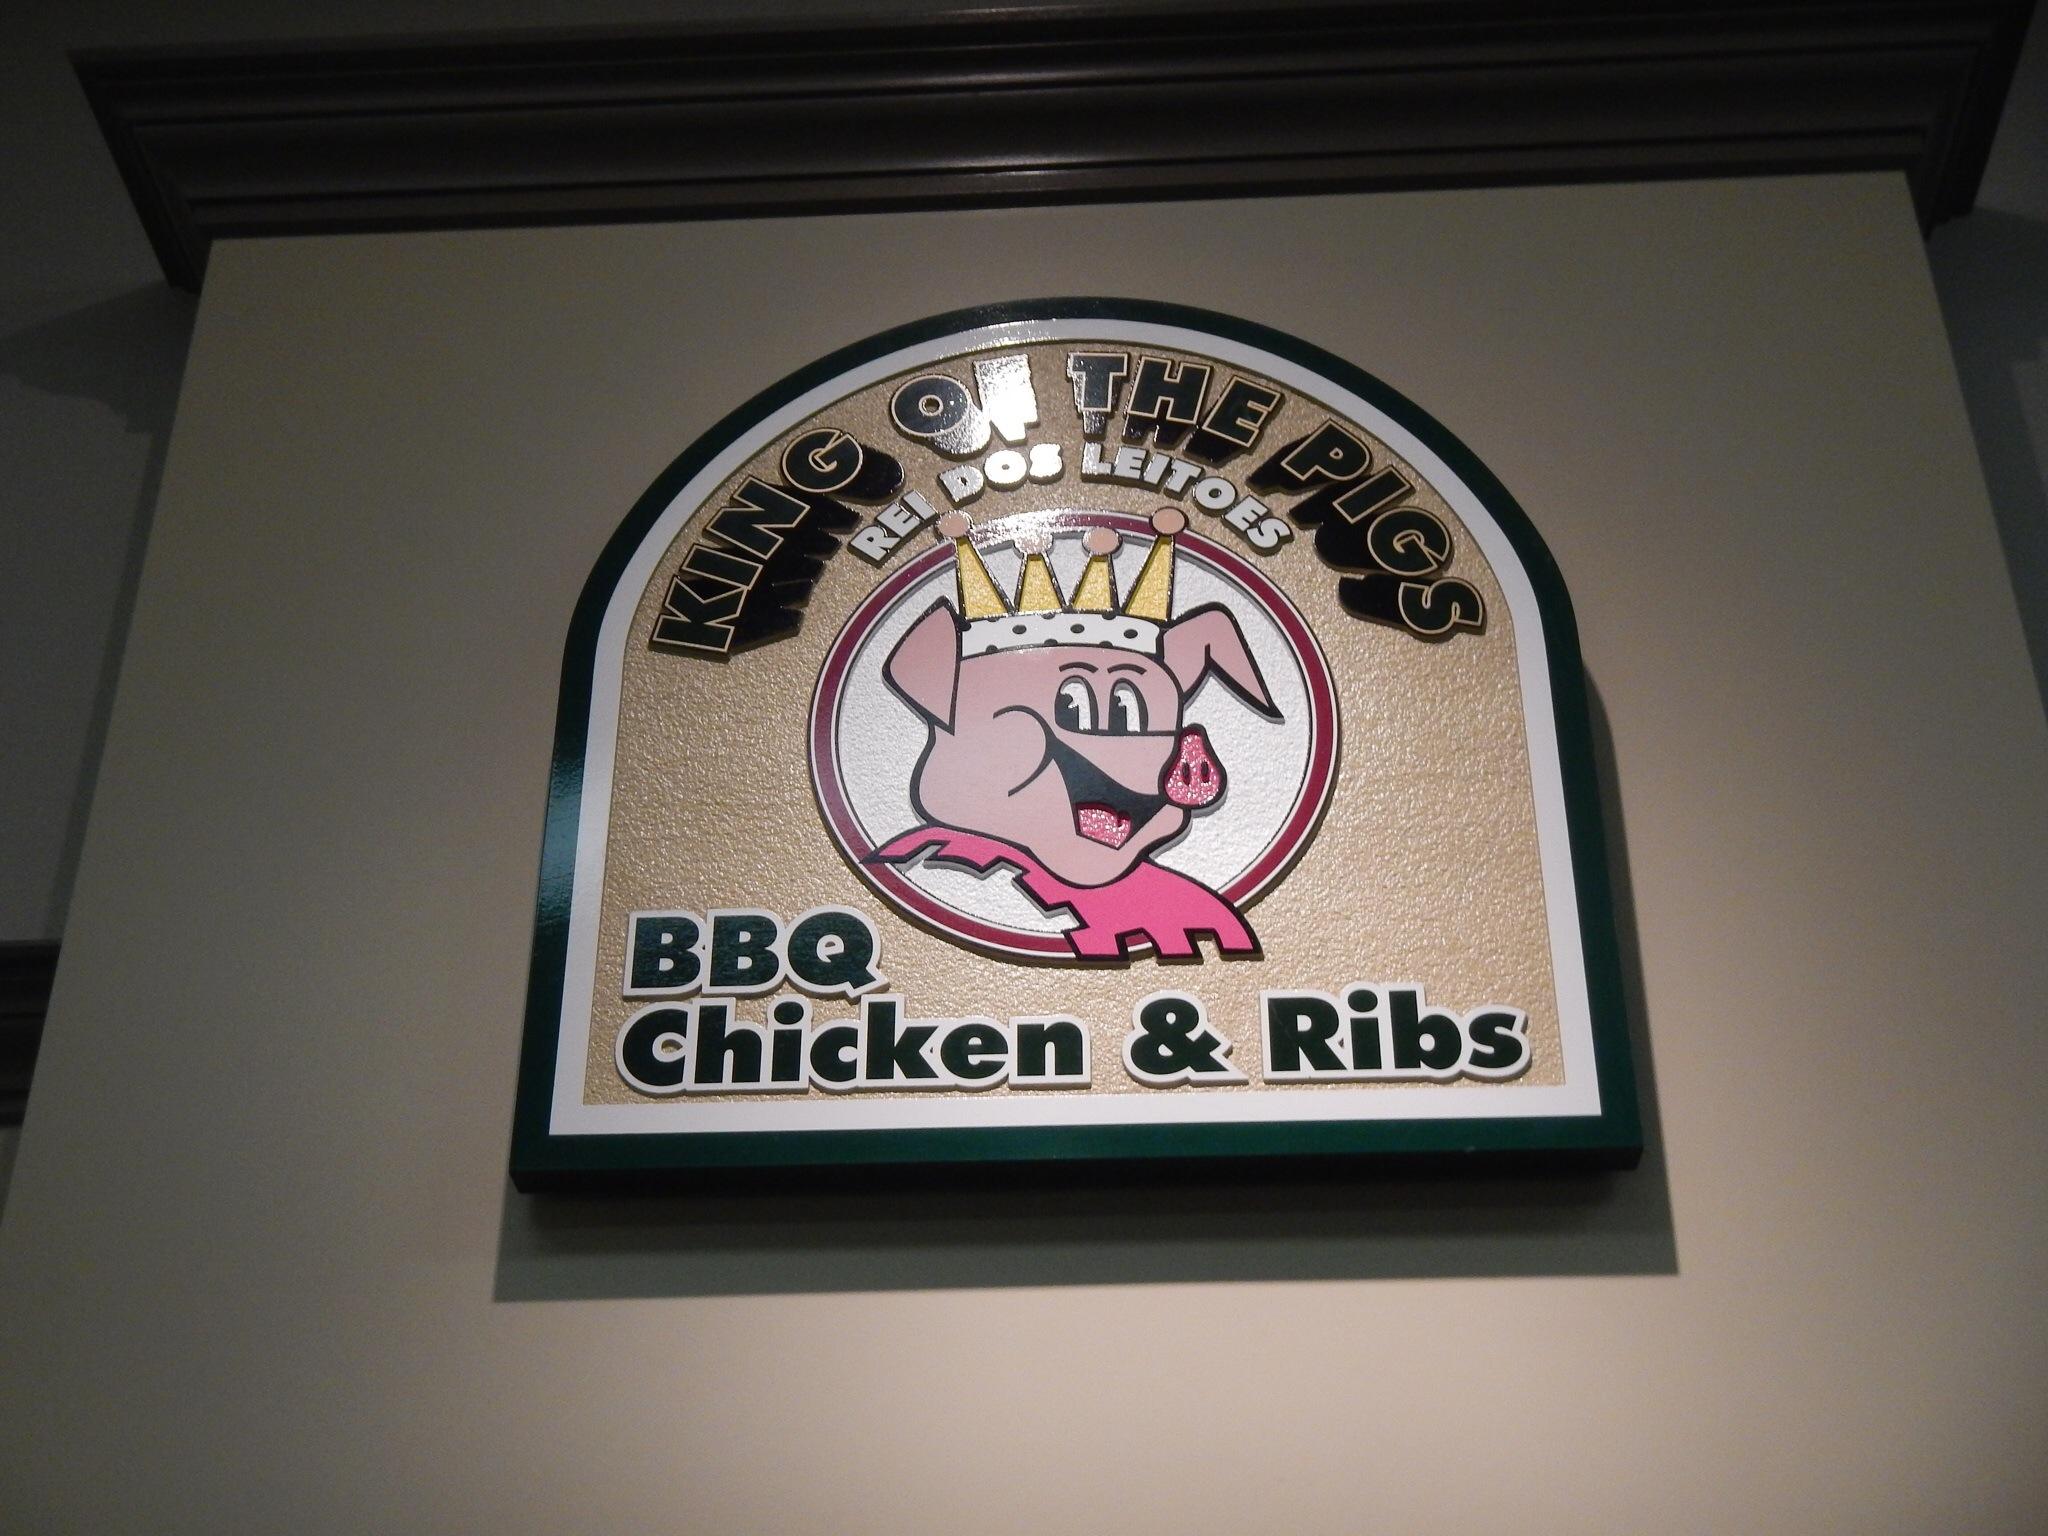 KING OF THE PIGS
REI DOS LEITOES
BBQ
Chicken & Ribs